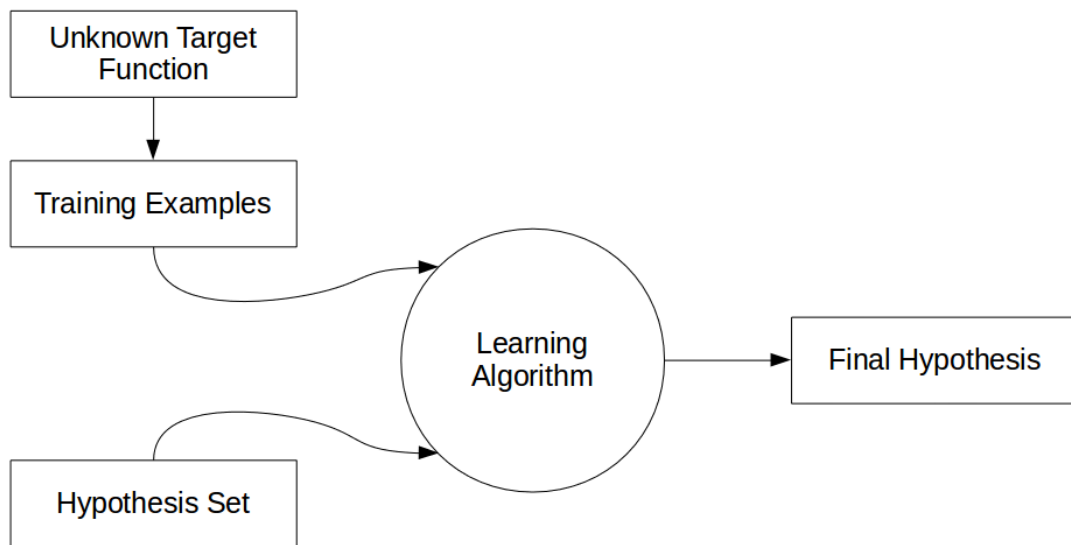 Unknown Target
Function
Training Examples
Learning
Algorithm
Final Hypothesis
Hypothesis Set